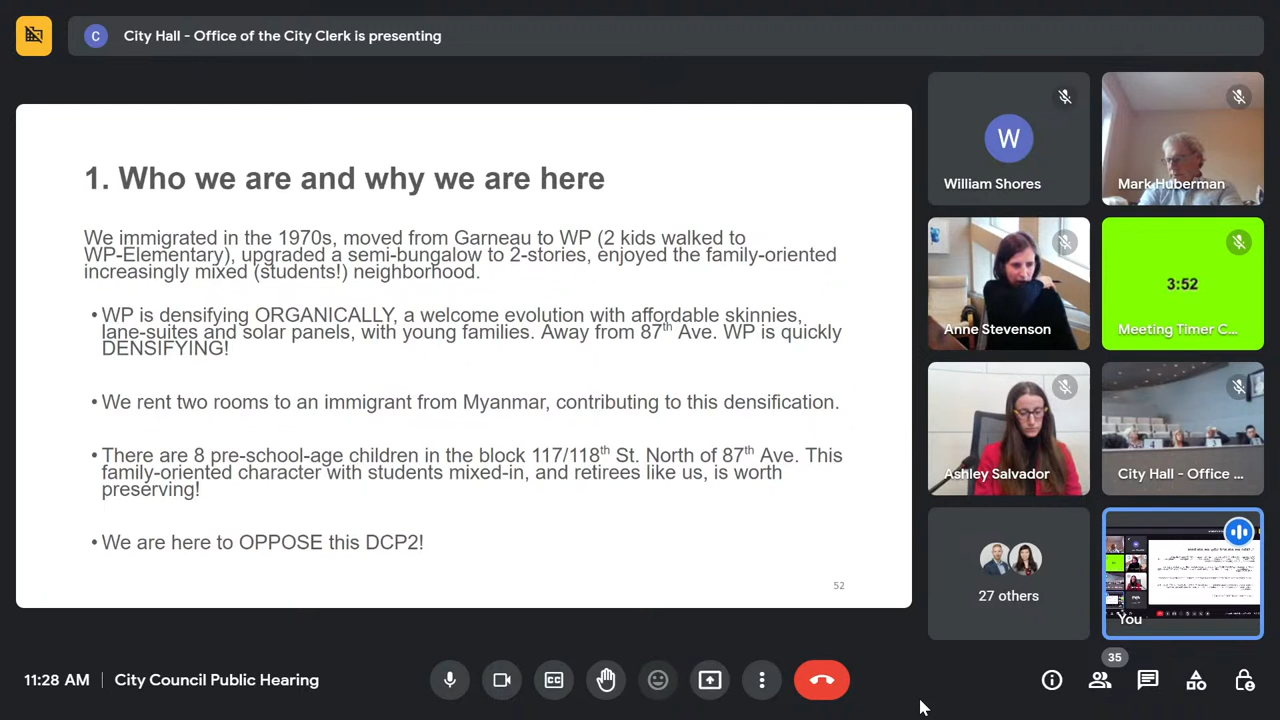 C
City Hall - Office of the City Clerk is presenting
1. Who we are and why we are here
We immigrated in the 1970s, moved from Garneau to WP (2 kids walked to
WP-Elementary), upgraded a semi-bungalow to 2-stories, enjoyed the family-oriented
increasingly mixed (students!) neighborhood.
• WP is densifying ORGANICALLY, a welcome evolution with affordable skinnies,
lane-suites and solar panels, with young families. Away from 87th Ave. WP is quickly
DENSIFYING!
• We rent two rooms to an immigrant from Myanmar, contributing to this densification.
• There are 8 pre-school-age children in the block 117/118th St. North of 87th Ave. This
family-oriented character with students mixed-in, and retirees like us, is worth
preserving!
• We are here to OPPOSE this DCP2!
52
W
William Shores
Mark Huberman
Anne Stevenson
3:52
Meeting Timer C...
Ashley Salvador
City Hall - Office ...
27 others
You
11:28 AM | City Council Public Hearing
CC
35